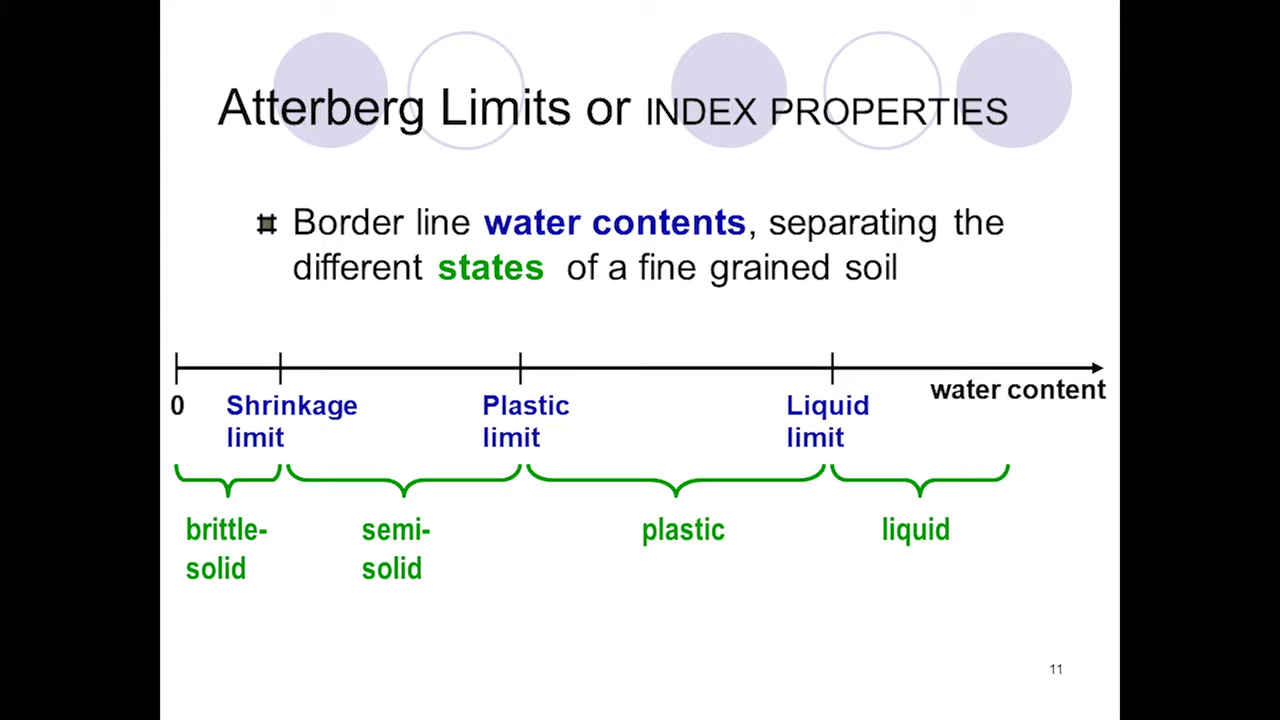 Atterberg Limits or INDEX PROPERTIES
Border line water contents, separating the
different states of a fine grained soil
water content
0 Shrinkage Plastic Liquid
limit limit limit
brittle- semi- plastic liquid
solid solid
11